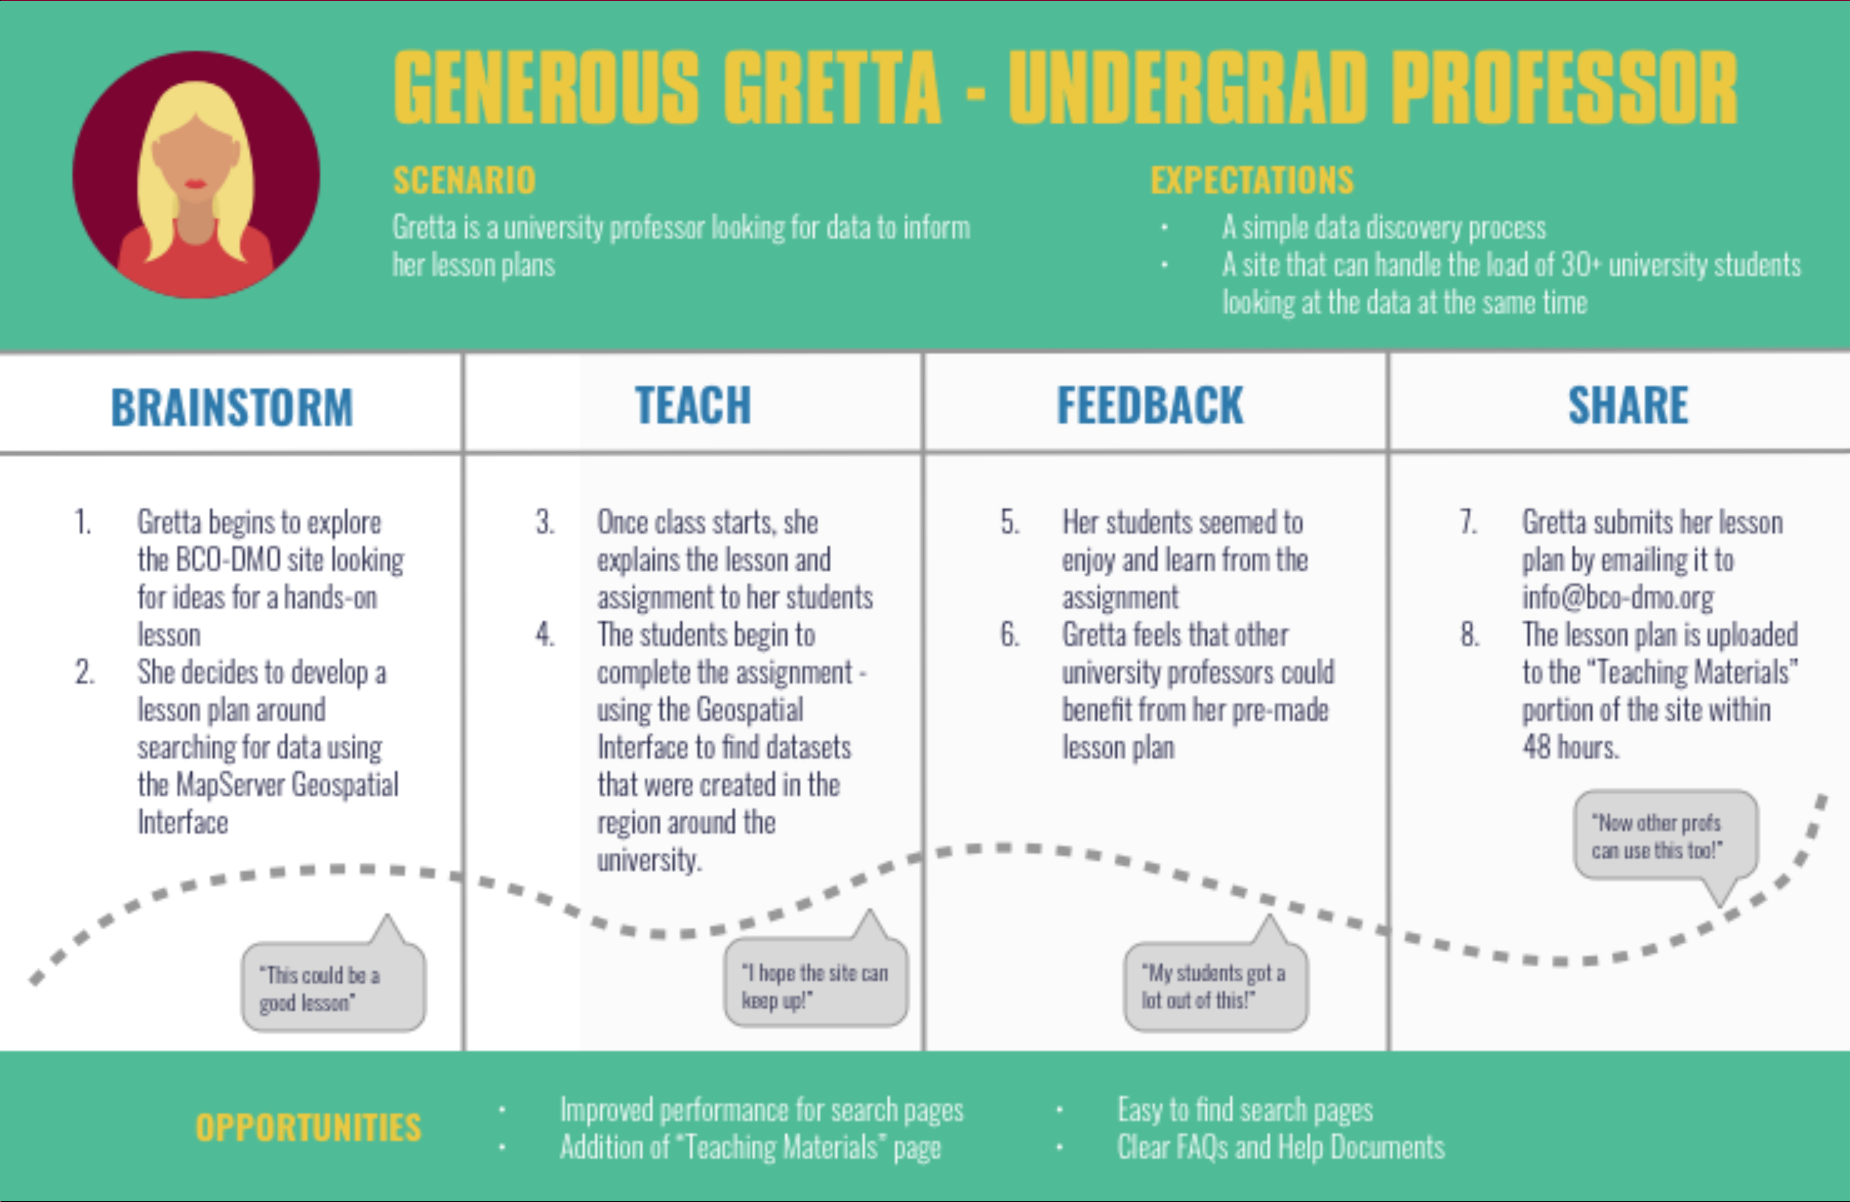 GENEROUS GRETTA - UNDERGRAD PROFESSOR
SCENARIO
Gretta is a university professor looking for data to inform
her lesson plans
EXPECTATIONS
• A simple data discovery process
• A site that can handle the load of 30+ university students
looking at the data at the same time
BRAINSTORM
1. Gretta begins to explore
the BCO-DMO site looking
for ideas for a hands-on
lesson
2. She decides to develop a
lesson plan around
searching for data using
the MapServer Geospatial
Interface
"This could be a
good lesson"
TEACH
3. Once class starts, she
explains the lesson and
assignment to her students
4. The students begin to
complete the assignment -
using the Geospatial
Interface to find datasets
that were created in the
region around the
university.
"I hope the site can
keep up!"
FEEDBACK
5. Her students seemed to
enjoy and learn from the
assignment
6. Gretta feels that other
university professors could
benefit from her pre-made
lesson plan
"My students got a
lot out of this!"
SHARE
7. Gretta submits her lesson
plan by emailing it to
info@bco-dmo.org
8. The lesson plan is uploaded
to the “Teaching Materials”
portion of the site within
48 hours.
"Now other profs
can use this too!"
OPPORTUNITIES
• Improved performance for search pages
• Addition of “Teaching Materials” page
• Easy to find search pages
• Clear FAQs and Help Documents